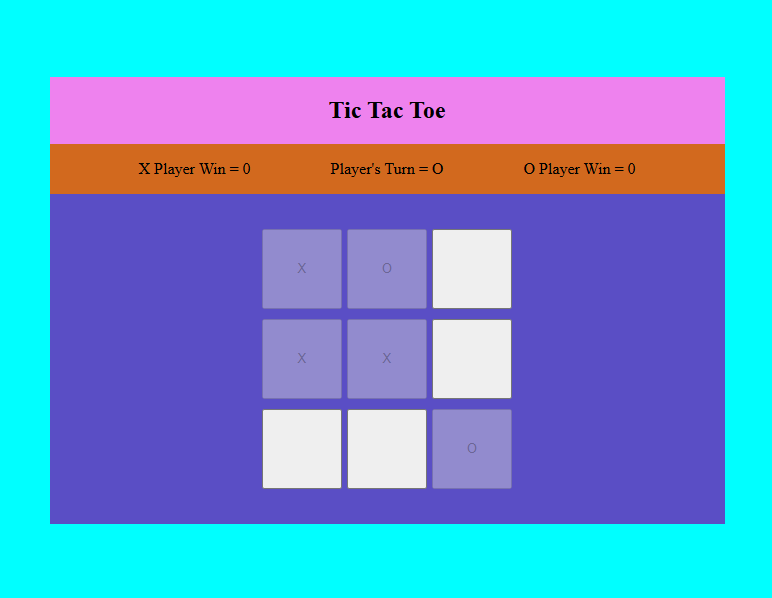 Tic Tac Toe
X Player Win = 0
Player's Turn = O
O Player Win = 0
X O
X X
O